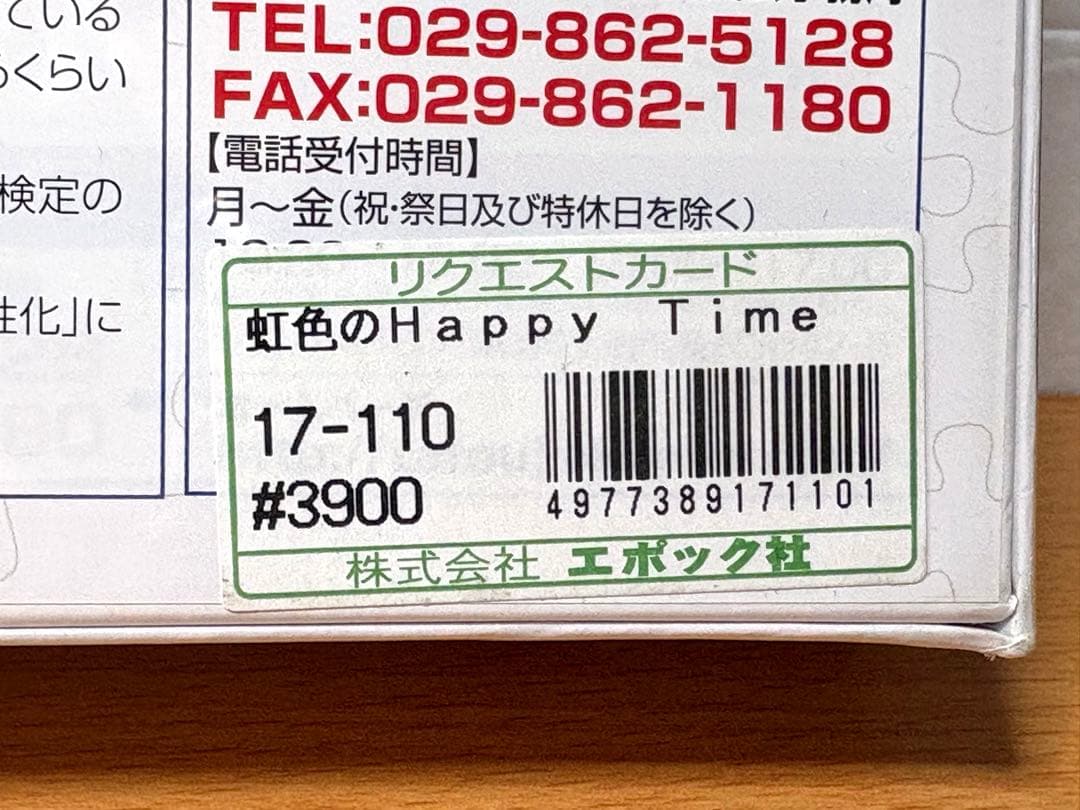 ている
くらい
検定の
性化」に
TEL:029-862-5128
FAX:029-862-1180
【電話受付時間】
月～金(祝・祭日及び特休日を除く)
リクエストカード
虹色のHappy Time
17-110
#3900
4977389171101
株式会社 エポック社